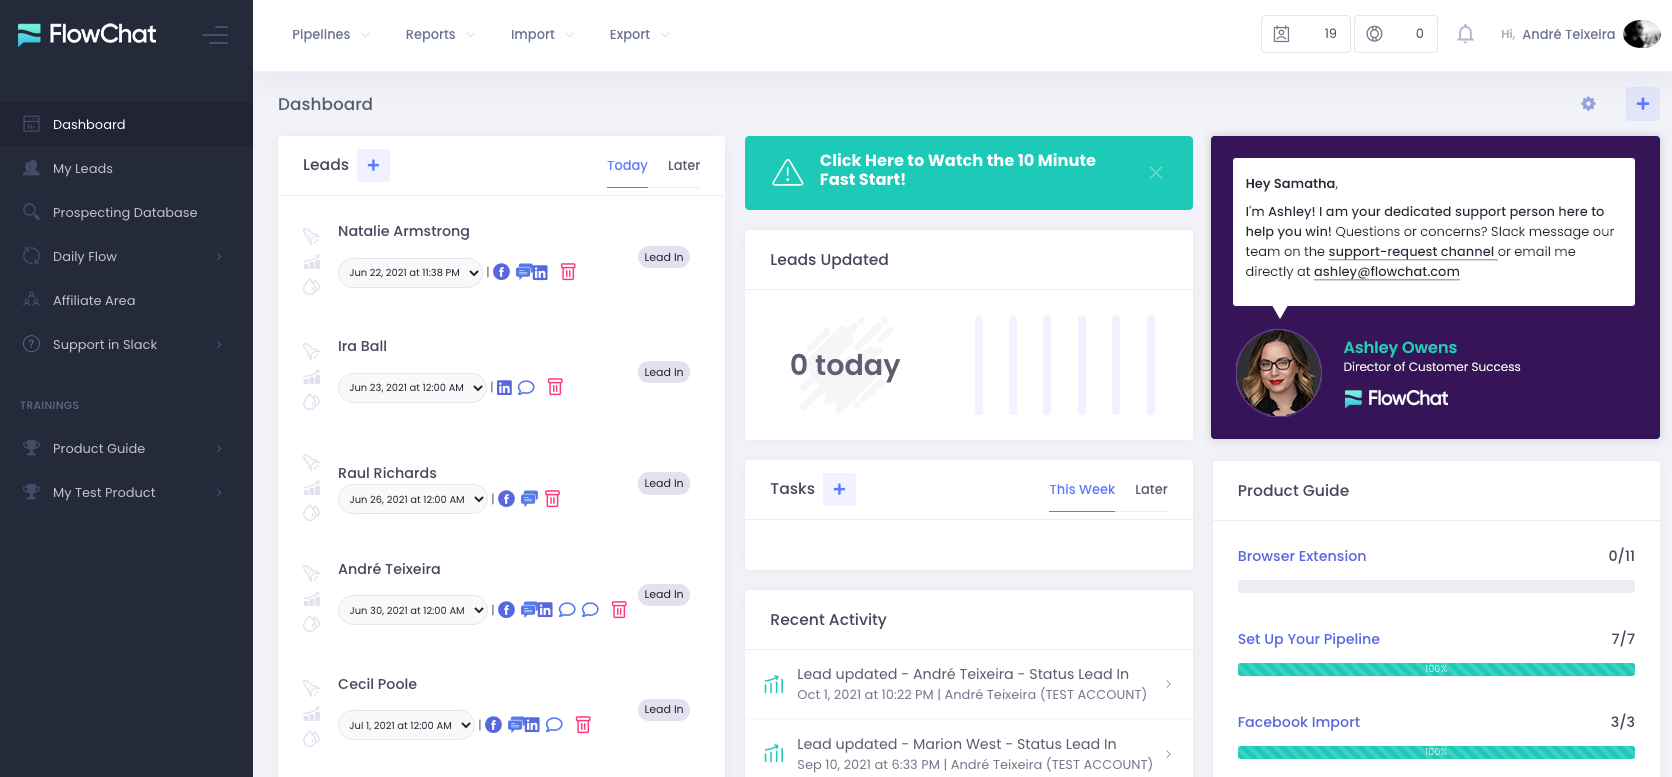 FlowChat
Pipelines
Reports
Import
Export
19
0
Hi, André Teixeira
Dashboard
My Leads
Prospecting Database
Daily Flow
Affiliate Area
Support in Slack
TRAININGS
Product Guide
My Test Product
Dashboard
Leads
Today
Later
Natalie Armstrong
Jun 22, 2021 at 11:38 PM
|
Lead In
Ira Ball
Jun 23, 2021 at 12:00 AM
|
Lead In
Raul Richards
Jun 26, 2021 at 12:00 AM
|
Lead In
André Teixeira
Jun 30, 2021 at 12:00 AM
|
Lead In
Cecil Poole
Jul 1, 2021 at 12:00 AM
|
Lead In
Click Here to Watch the 10 Minute
Fast Start!
Leads Updated
0 today
Tasks
This Week
Later
Recent Activity
Lead updated - André Teixeira - Status Lead In
Oct 1, 2021 at 10:22 PM | André Teixeira (TEST ACCOUNT)
Lead updated - Marion West - Status Lead In
Sep 10, 2021 at 6:33 PM | André Teixeira (TEST ACCOUNT)
Hey Samatha,
I'm Ashley! I am your dedicated support person here to
help you win! Questions or concerns? Slack message our
team on the support-request channel or email me
directly at ashley@flowchat.com
Ashley Owens
Director of Customer Success
FlowChat
Product Guide
Browser Extension 0/11
Set Up Your Pipeline 7/7
100%
Facebook Import 3/3
100%